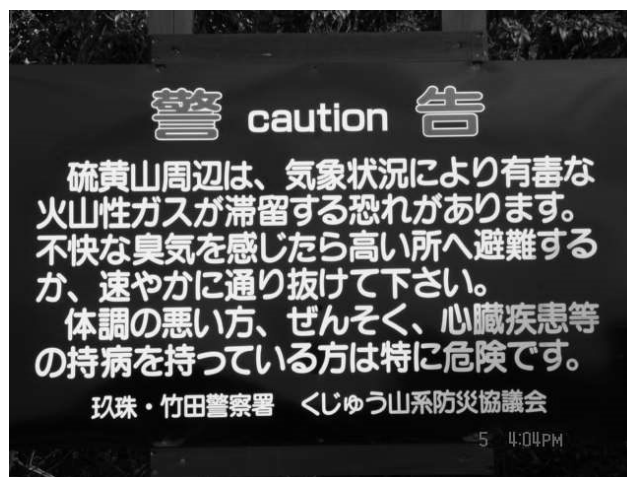 警 caution 告
硫黄山周辺は、気象状況により有毒な
火山性ガスが滞留する恐れがあります。
不快な臭気を感じたら高い所へ避難する
か、速やかに通り抜けて下さい。
体調の悪い方、ぜんそく、心臓疾患等
の持病を持っている方は特に危険です。
玖珠・竹田警察署 くじゅう山系防災協議会
5 4:04PM